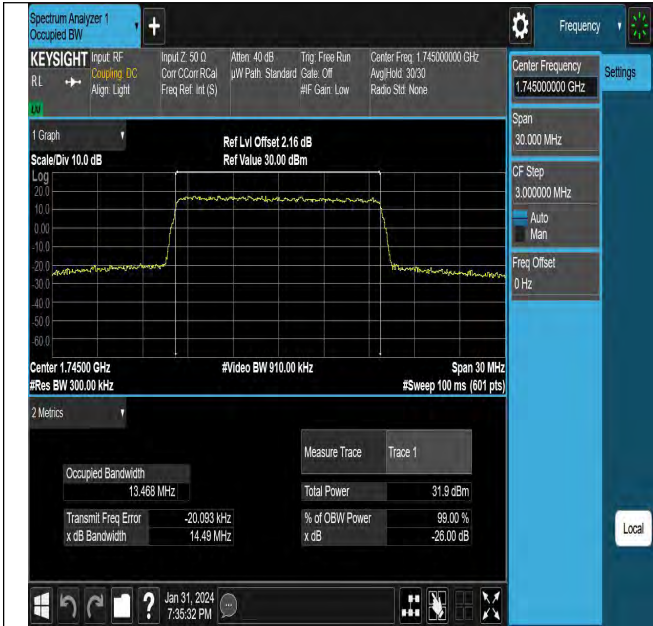 Spectrum Analyzer 1
Occupied BW
+
Frequency
KEYSIGHT
RL
LXI
Input: RF
Coupling: DC
Align: Light
Input Z: 50 Ω
Corr CCorr RCal
Freq Ref: Int (S)
Atten: 40 dB
µW Path: Standard
Trig: Free Run
Gate: Off
#IF Gain: Low
Center Freq: 1.745000000 GHz
Avg|Hold: 30/30
Radio Std: None
Center Frequency
1.745000000 GHz
Settings
Span
30.000 MHz
CF Step
3.000000 MHz
Auto
Man
Freq Offset
0 Hz
1 Graph
Scale/Div 10.0 dB
Ref Lvl Offset 2.16 dB
Ref Value 30.00 dBm
Log
20.0
10.0
0.00
-10.0
-20.0
-30.0
-40.0
-50.0
-60.0
Center 1.74500 GHz
#Res BW 300.00 kHz
#Video BW 910.00 kHz
Span 30 MHz
#Sweep 100 ms (601 pts)
2 Metrics
Measure Trace
Trace 1
Occupied Bandwidth
13.468 MHz
Total Power
31.9 dBm
Transmit Freq Error
-20.093 kHz
% of OBW Power
99.00 %
x dB Bandwidth
14.49 MHz
x dB
-26.00 dB
Local
?
Jan 31, 2024
7:35:32 PM